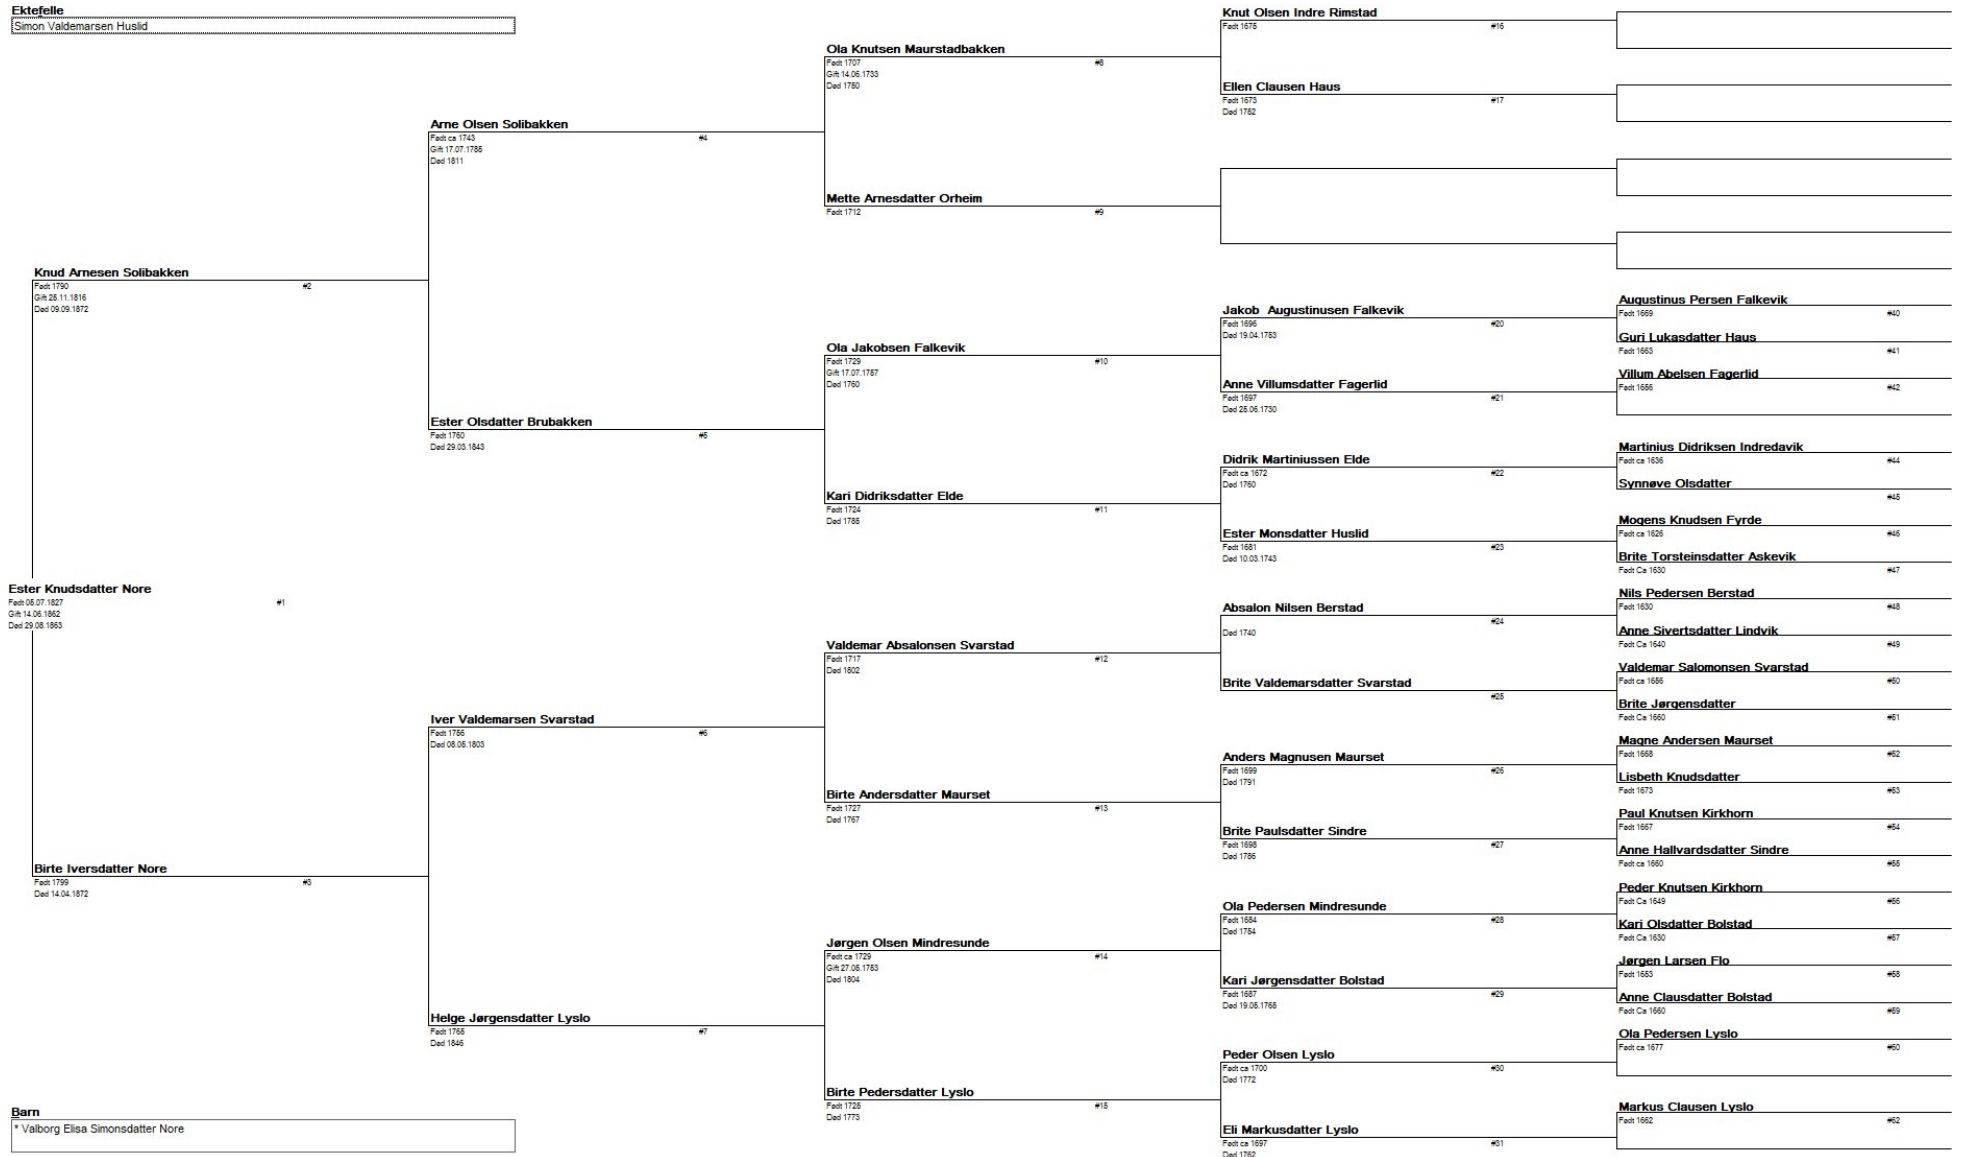 Ektefelle
Simon Valdemarsen Huslid
Ester Knudsdatter Nore
Født 05.07.1827 #1
Gift 14.06.1862
Død 29.08.1863
Knud Arnesen Solibakken
Født 1790 #2
Gift 28.11.1816
Død 09.09.1872
Birte Iversdatter Nore
Født 1799 #3
Død 14.04.1872
Arne Olsen Solibakken
Født ca 1743 #4
Gift 17.07.1785
Død 1811
Ester Olsdatter Brubakken
Født 1760 #5
Død 29.03.1843
Iver Valdemarsen Svarstad
Født 1756 #6
Død 08.05.1803
Helge Jørgensdatter Lyslo
Født 1765 #7
Død 1846
Ola Knutsen Maurstadbakken
Født 1707 #8
Gift 14.06.1733
Død 1780
Mette Arnesdatter Orheim
Født 1712 #9
Ola Jakobsen Falkevik
Født 1729 #10
Gift 17.07.1757
Død 1760
Kari Didriksdatter Elde
Født 1724 #11
Død 1785
Valdemar Absalonsen Svarstad
Født 1717 #12
Død 1802
Birte Andersdatter Maurset
Født 1727 #13
Død 1767
Jørgen Olsen Mindresunde
Født ca 1729 #14
Gift 27.05.1753
Død 1804
Birte Pedersdatter Lyslo
Født 1725 #15
Død 1773
Knut Olsen Indre Rimstad
Født 1675 #16
Ellen Clausen Haus
Født 1673 #17
Død 1752
Jakob  Augustinusen Falkevik
Født 1696 #20
Død 19.04.1753
Anne Villumsdatter Fagerlid
Født 1697 #21
Død 25.06.1730
Didrik Martiniussen Elde
Født ca 1672 #22
Død 1760
Ester Monsdatter Huslid
Født 1681 #23
Død 10.03.1743
Absalon Nilsen Berstad
#24
Død 1740
Brite Valdemarsdatter Svarstad
#25
Anders Magnusen Maurset
Født 1699 #26
Død 1791
Brite Paulsdatter Sindre
Født 1698 #27
Død 1786
Ola Pedersen Mindresunde
Født 1684 #28
Død 1754
Kari Jørgensdatter Bolstad
Født 1687 #29
Død 19.05.1765
Peder Olsen Lyslo
Født ca 1700 #30
Død 1772
Eli Markusdatter Lyslo
Født ca 1697 #31
Død 1762
Augustinus Persen Falkevik
Født 1669 #40
Guri Lukasdatter Haus
Født 1663 #41
Villum Abelsen Fagerlid
Født 1656 #42
Martinius Didriksen Indredavik
Født ca 1636 #44
Synnøve Olsdatter
#45
Mogens Knudsen Fyrde
Født ca 1626 #46
Brite Torsteinsdatter Askevik
Født Ca 1630 #47
Nils Pedersen Berstad
Født 1630 #48
Anne Sivertsdatter Lindvik
Født Ca 1640 #49
Valdemar Salomonsen Svarstad
Født ca 1656 #50
Brite Jørgensdatter
Født Ca 1660 #51
Magne Andersen Maurset
Født 1668 #52
Lisbeth Knudsdatter
Født 1673 #53
Paul Knutsen Kirkhorn
Født 1667 #54
Anne Hallvardsdatter Sindre
Født ca 1660 #55
Peder Knutsen Kirkhorn
Født Ca 1649 #56
Kari Olsdatter Bolstad
Født Ca 1630 #57
Jørgen Larsen Flo
Født 1653 #58
Anne Clausdatter Bolstad
Født Ca 1660 #59
Ola Pedersen Lyslo
Født ca 1677 #60
Markus Clausen Lyslo
Født 1662 #62
Barn
* Valborg Elisa Simonsdatter Nore